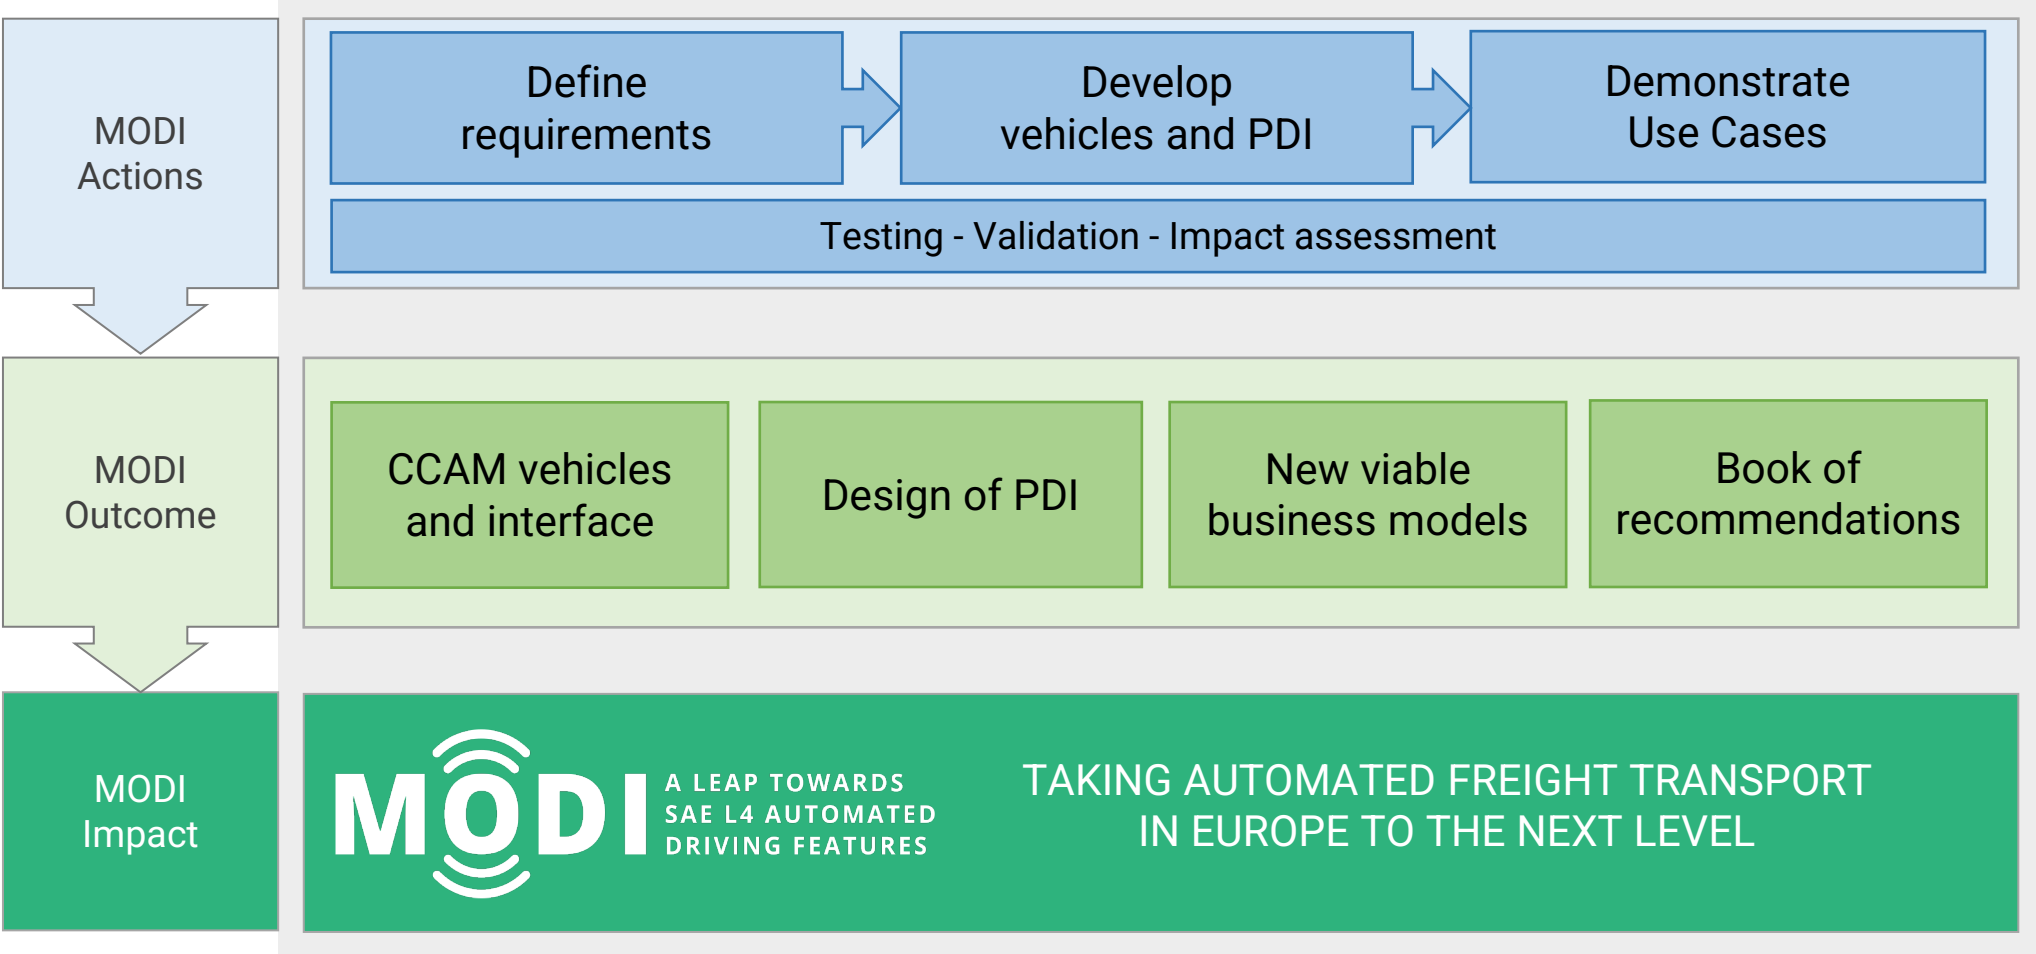 MODI
Actions
Define
requirements
Develop
vehicles and PDI
Demonstrate
Use Cases
Testing - Validation - Impact assessment
MODI
Outcome
CCAM vehicles
and interface
Design of PDI
New viable
business models
Book of
recommendations
MODI
Impact
MODI
A LEAP TOWARDS
SAE L4 AUTOMATED
DRIVING FEATURES
TAKING AUTOMATED FREIGHT TRANSPORT
IN EUROPE TO THE NEXT LEVEL